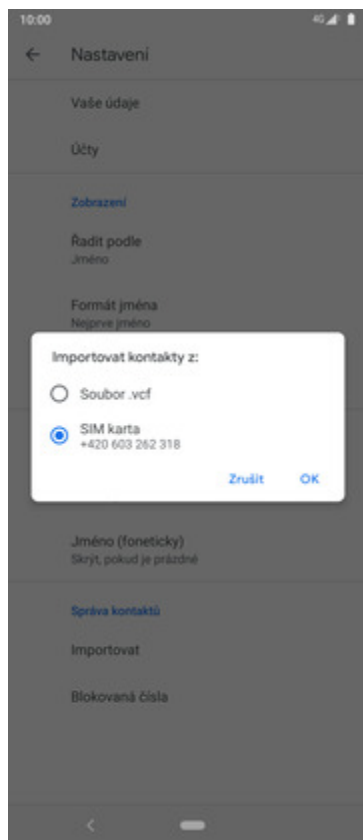 10:00
4G
Nastavení
Vaše údaje
Účty
Zobrazení
Řadit podle
Jméno
Formát jména
Nejprve jméno
Importovat kontakty z:
Soubor .vcf
SIM karta
+420 603 262 318
Zrušit OK
Jméno (foneticky)
Skrýt, pokud je prázdné
Správa kontaktů
Importovat
Blokovaná čísla